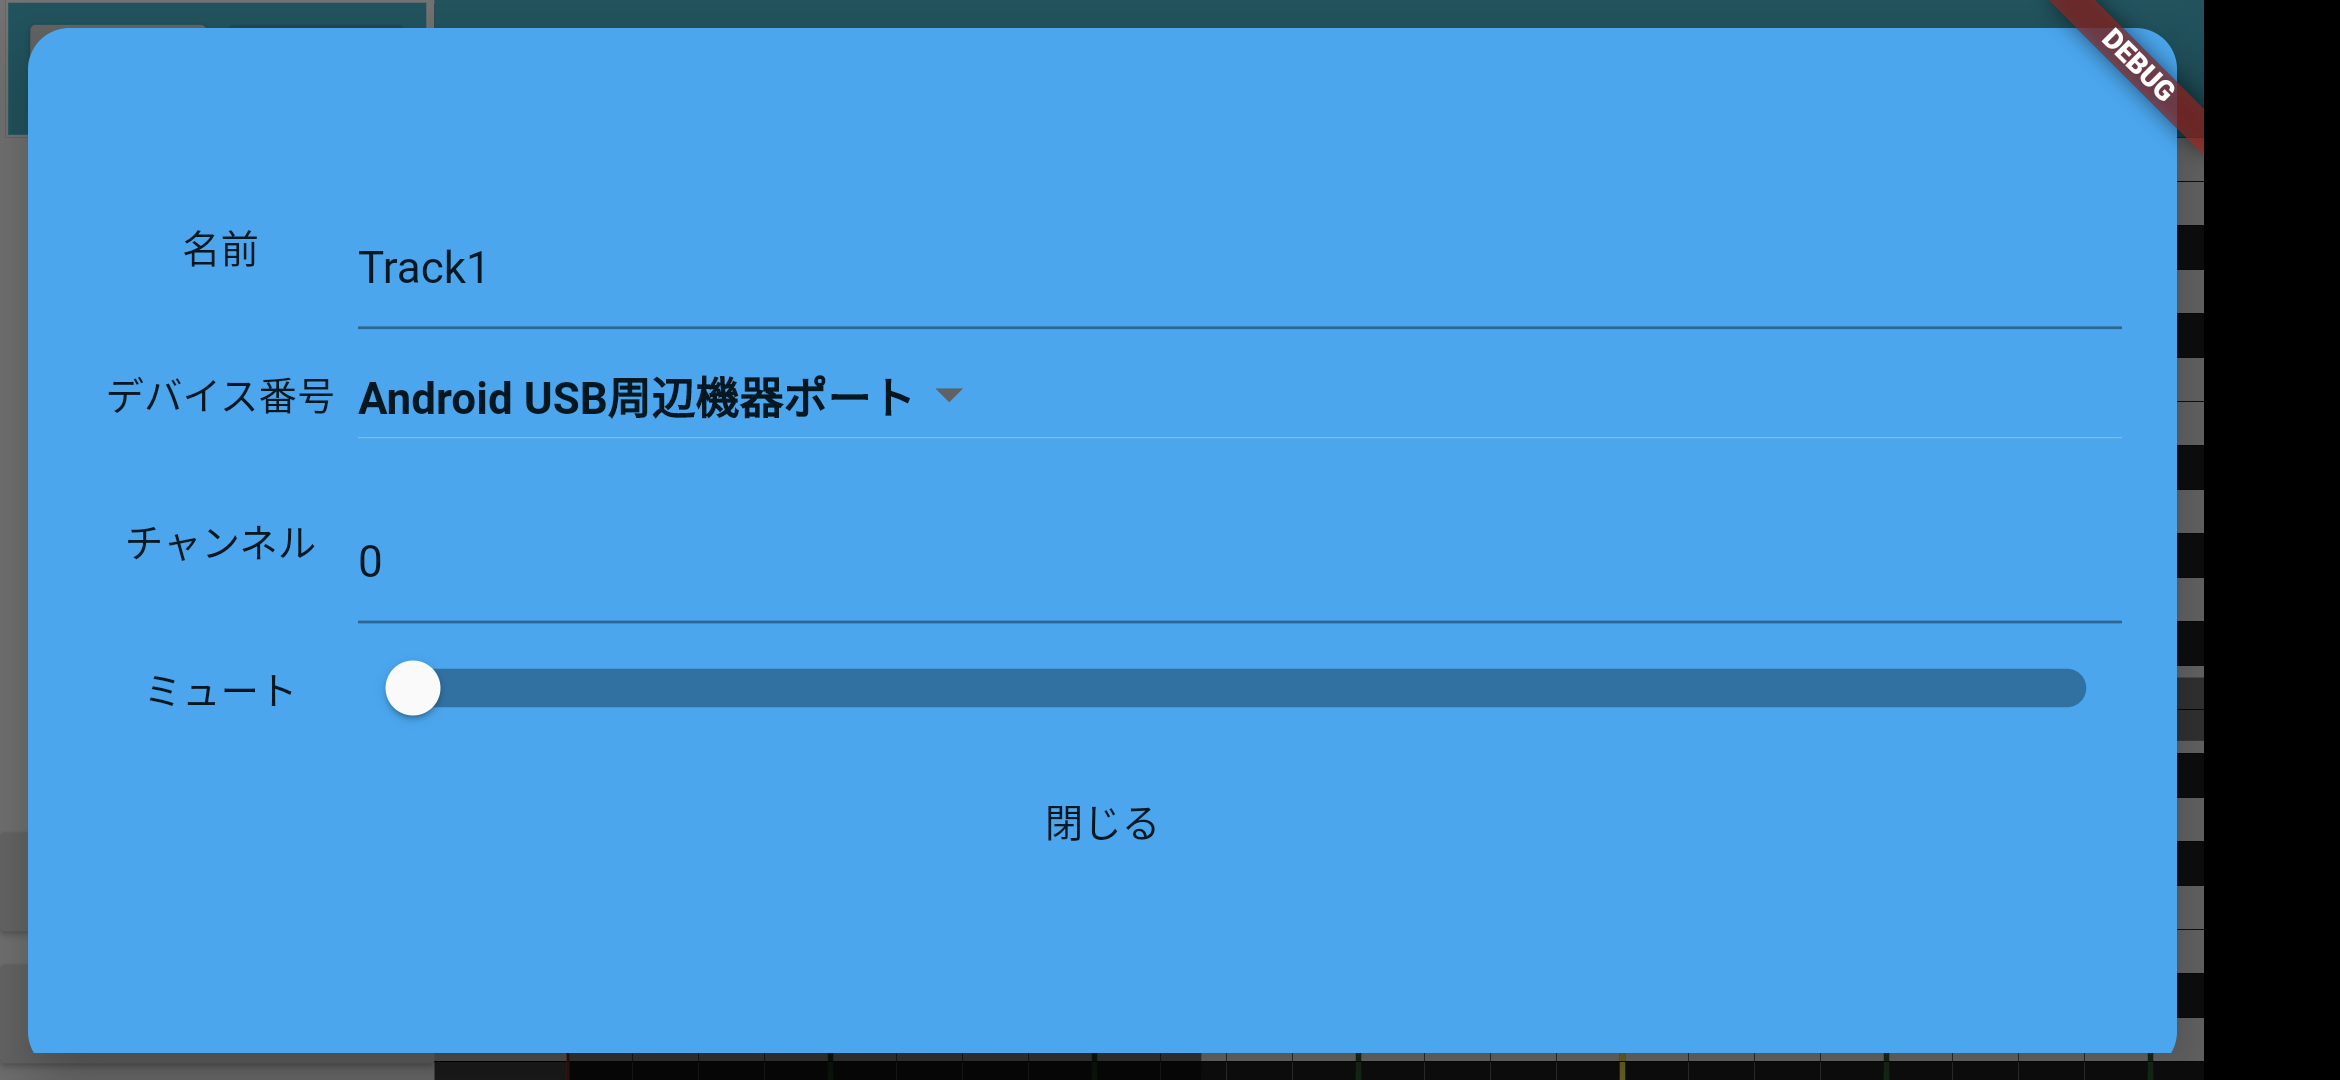 DEBUG
名前
Track1
デバイス番号
Android USB周辺機器ポート
チャンネル
0
ミュート
閉じる